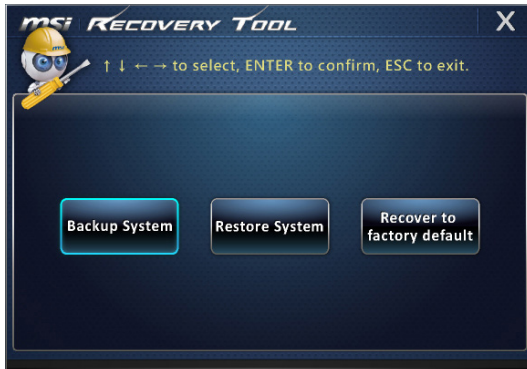 msi RECOVERY TOOL
X
↑ ↓ ← → to select, ENTER to confirm, ESC to exit.
Backup System
Restore System
Recover to
factory default